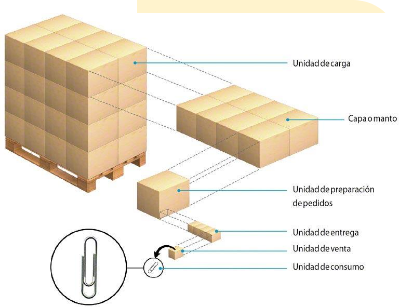 Unidad de carga
Capa o manto
Unidad de preparación
de pedidos
Unidad de entrega
Unidad de venta
Unidad de consumo